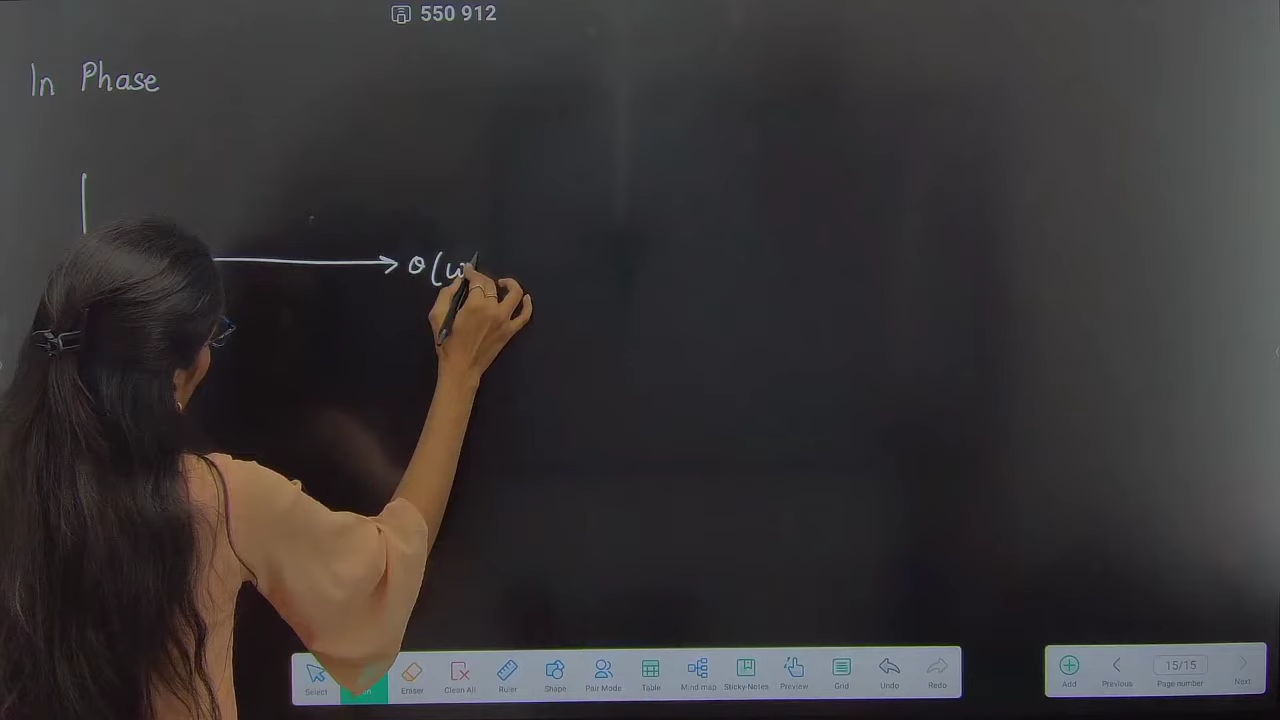 550 912
In Phase
θ(ω
Select
Eraser
Clean All
Ruler
Shape
Pair Mode
Table
Mind map
Sticky-Notes
Preview
Grid
Undo
Redo
Add
Previous
15/15
Page number
Next